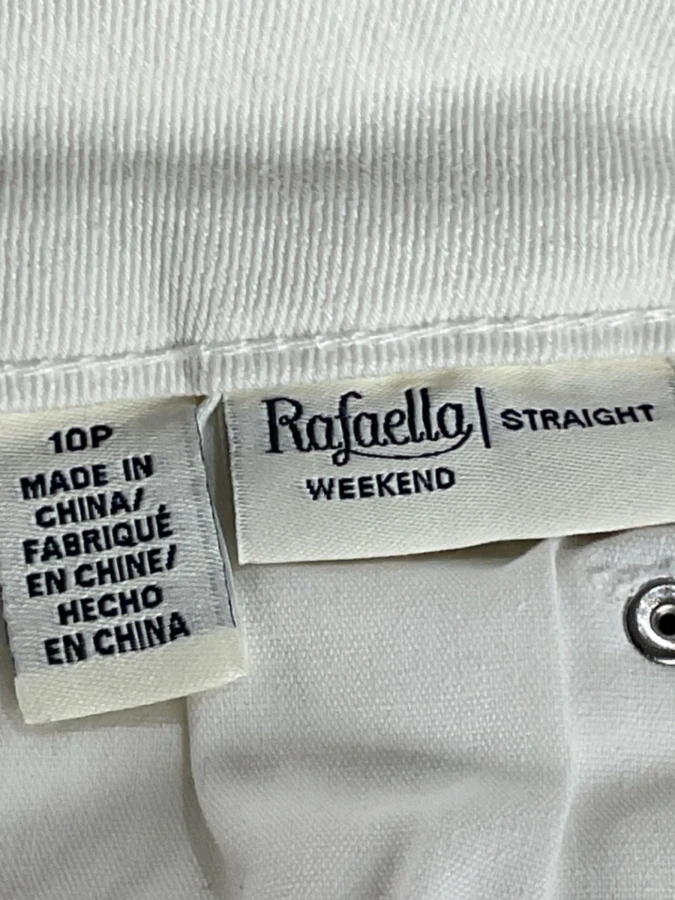 10P
MADE IN
CHINA/
FABRIQUÉ
EN CHINE/
HECHO
EN CHINA
Rafaella | STRAIGHT
WEEKEND